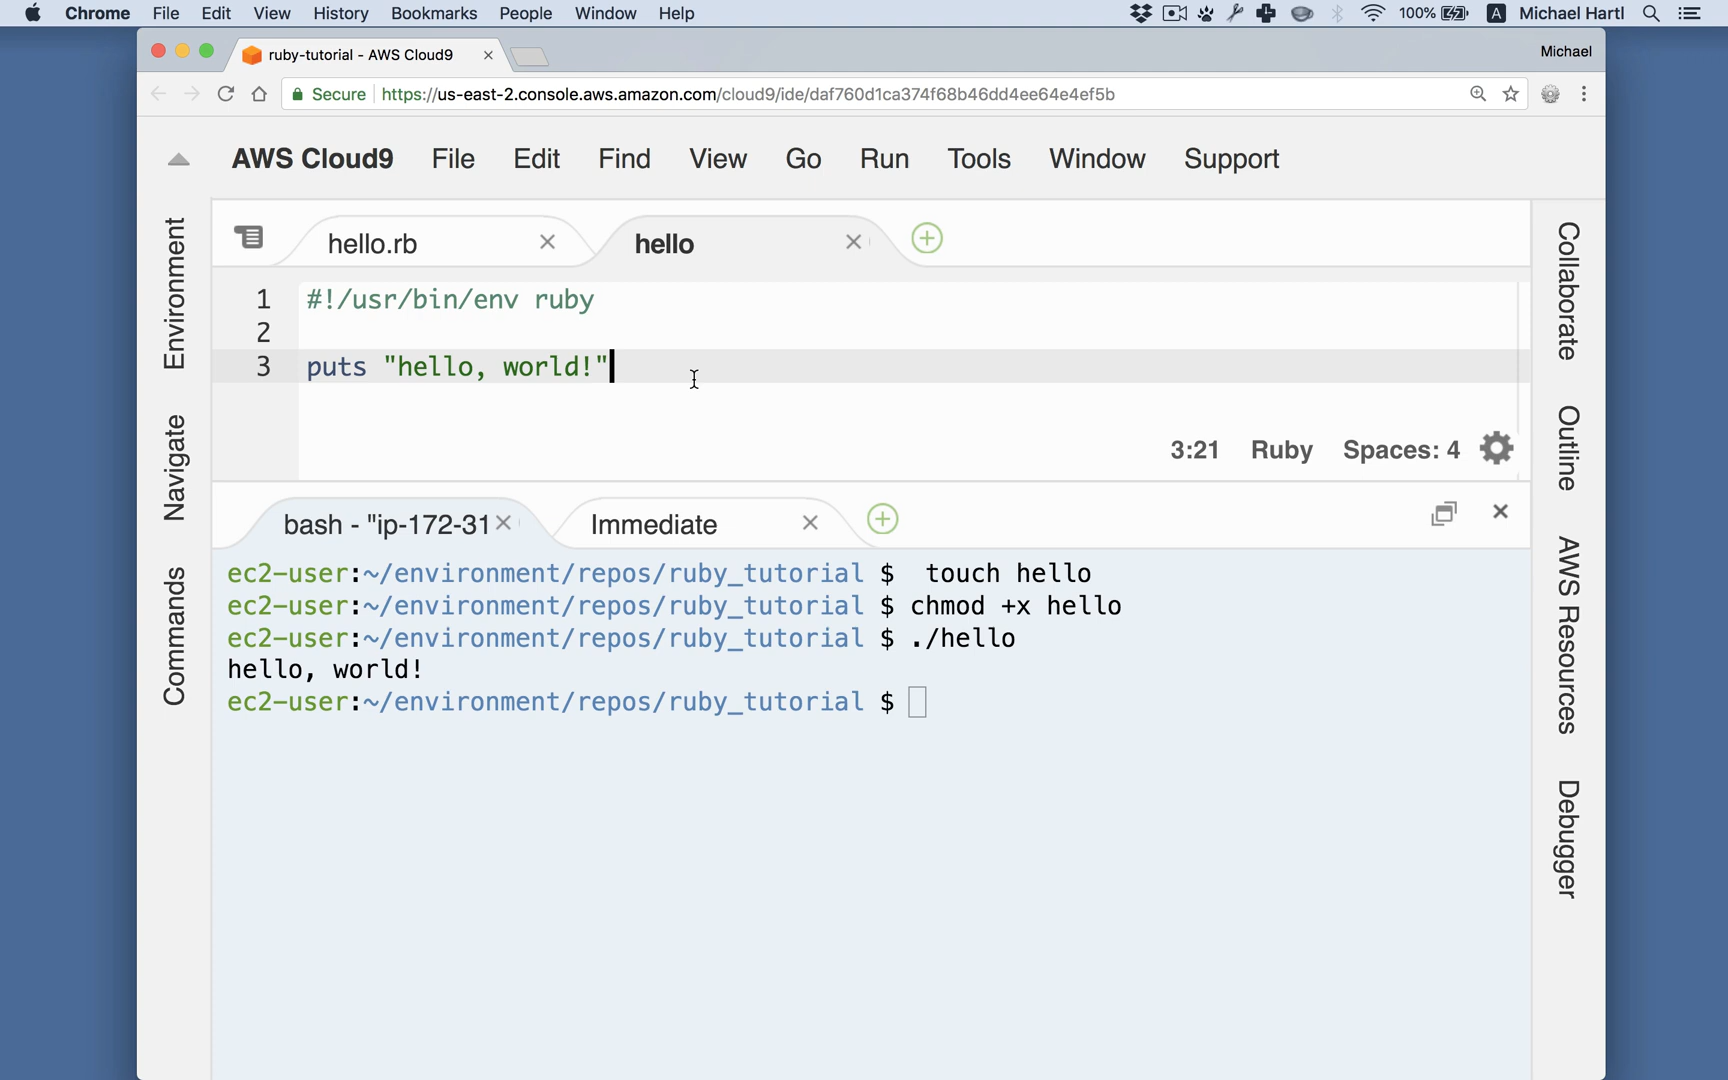 Chrome File Edit View History Bookmarks People Window Help 100% A Michael Hartl
ruby-tutorial - AWS Cloud9 Michael
Secure https://us-east-2.console.aws.amazon.com/cloud9/ide/daf760d1ca374f68b46dd4ee64e4ef5b
AWS Cloud9 File Edit Find View Go Run Tools Window Support
Environment
Navigate
Commands
hello.rb hello
1 #!/usr/bin/env ruby
2
3 puts "hello, world!"
3:21 Ruby Spaces: 4
bash - "ip-172-31 Immediate
ec2-user:~/environment/repos/ruby_tutorial $  touch hello
ec2-user:~/environment/repos/ruby_tutorial $ chmod +x hello
ec2-user:~/environment/repos/ruby_tutorial $ ./hello
hello, world!
ec2-user:~/environment/repos/ruby_tutorial $
Collaborate
Outline
AWS Resources
Debugger